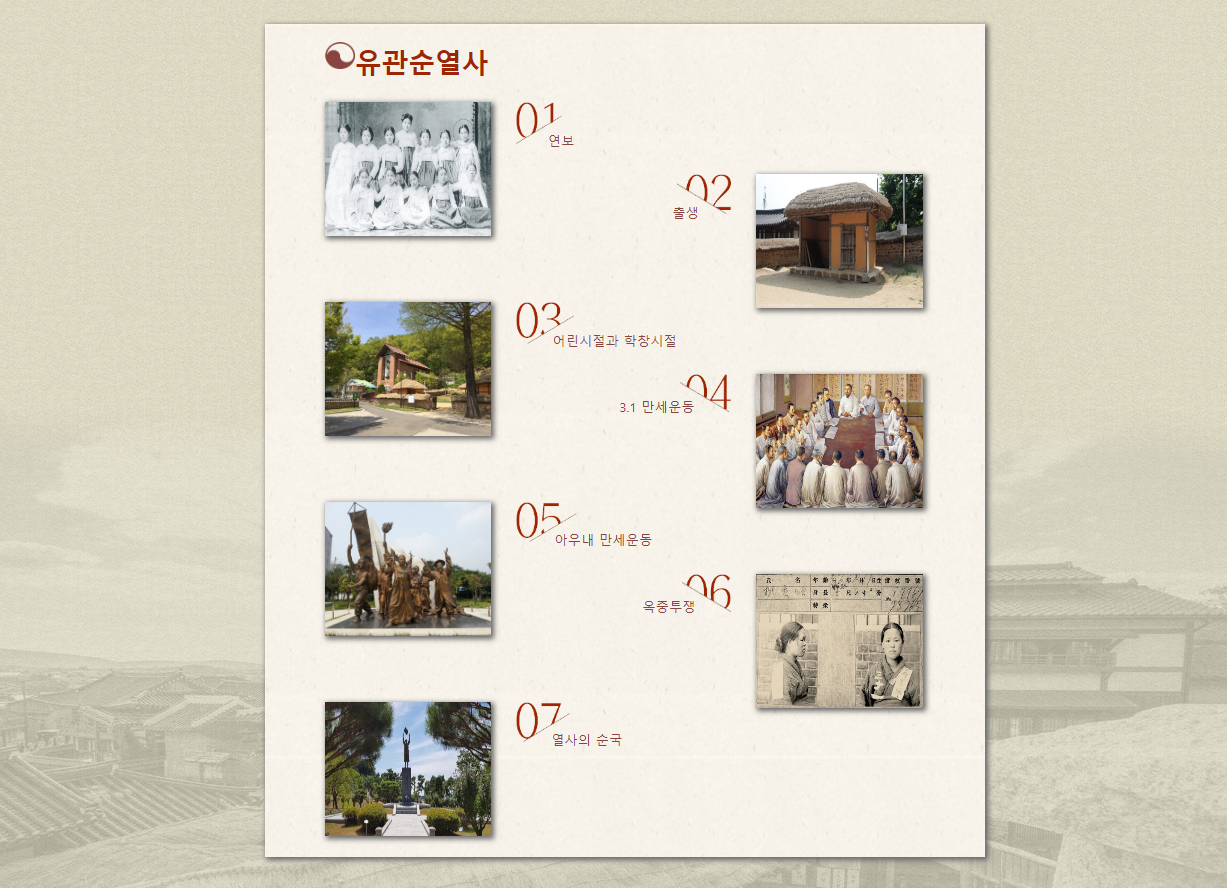 유관순열사
01
연보
02
출생
03
어린시절과 학창시절
04
3.1 만세운동
05
아우내 만세운동
06
옥중투쟁
氏 名
07
열사의 순국